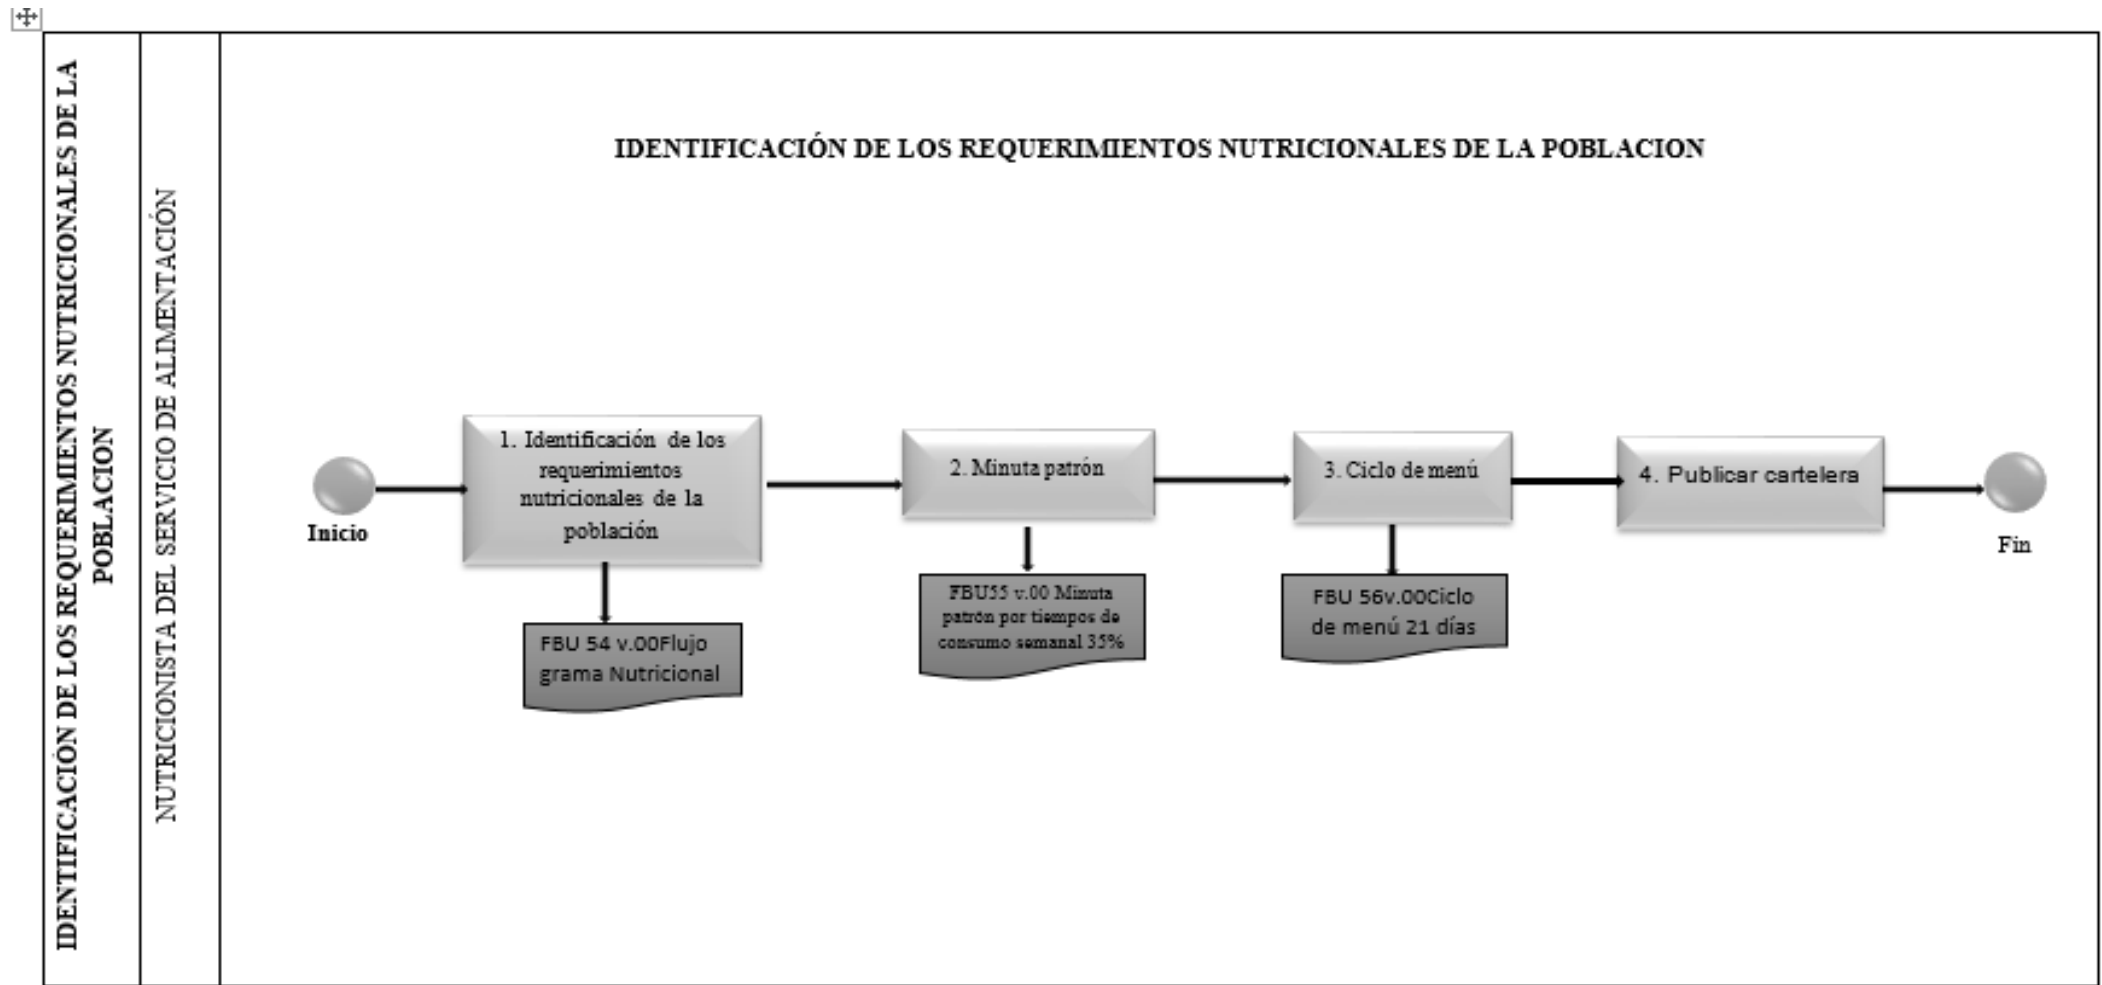 IDENTIFICACIÓN DE LOS REQUERIMIENTOS NUTRICIONALES DE LA
POBLACION
NUTRICIONISTA DEL SERVICIO DE ALIMENTACIÓN
IDENTIFICACIÓN DE LOS REQUERIMIENTOS NUTRICIONALES DE LA POBLACION
Inicio
1. Identificación de los
requerimientos
nutricionales de la
población
FBU 54 v.00Flujo
grama Nutricional
2. Minuta patrón
FBU55 v.00 Minuta
patrón por tiempos de
consumo semanal 35%
3. Ciclo de menú
FBU 56v.00Ciclo
de menú 21 días
4. Publicar cartelera
Fin